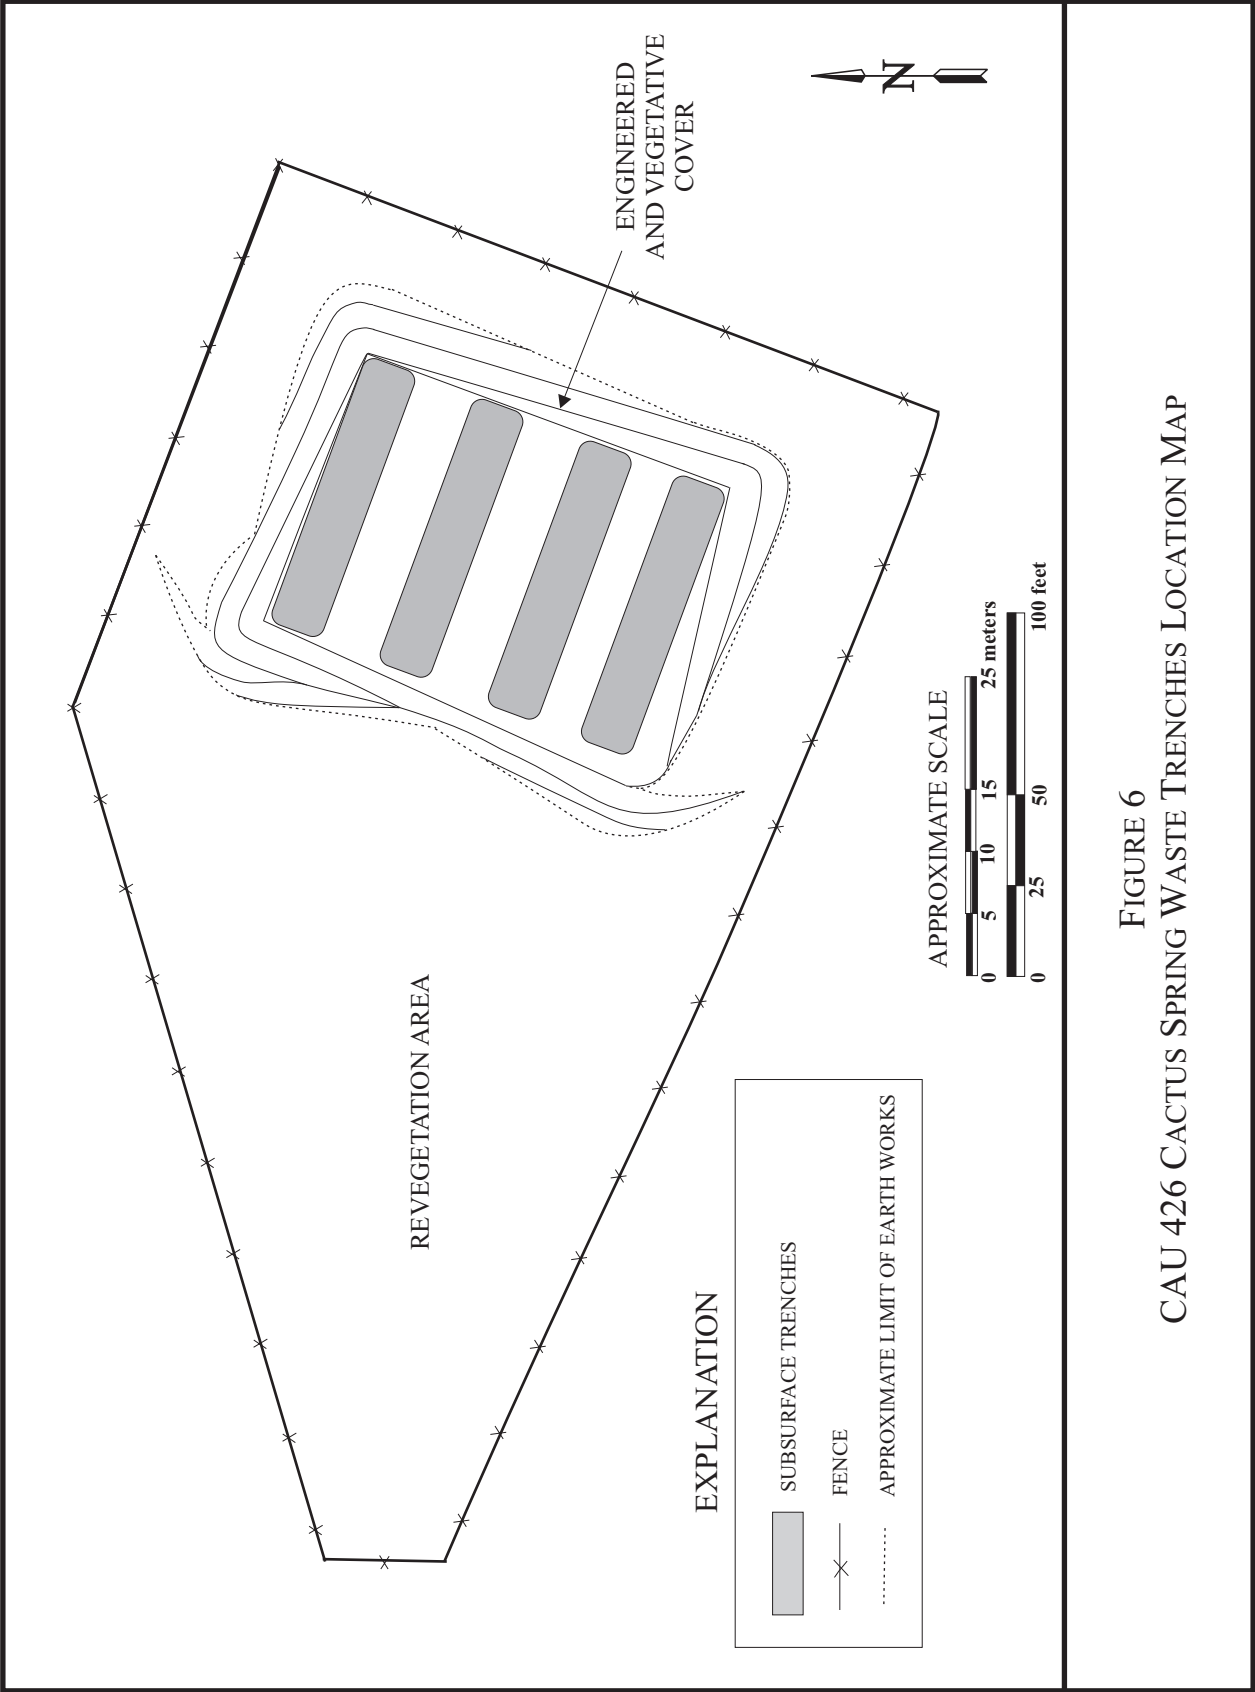 ENGINEERED
AND VEGETATIVE
COVER
N
REVEGETATION AREA
EXPLANATION
SUBSURFACE TRENCHES
FENCE
APPROXIMATE LIMIT OF EARTH WORKS
APPROXIMATE SCALE
0 5 10 15 25 meters
0 25 50 100 feet
FIGURE 6
CAU 426 CACTUS SPRING WASTE TRENCHES LOCATION MAP